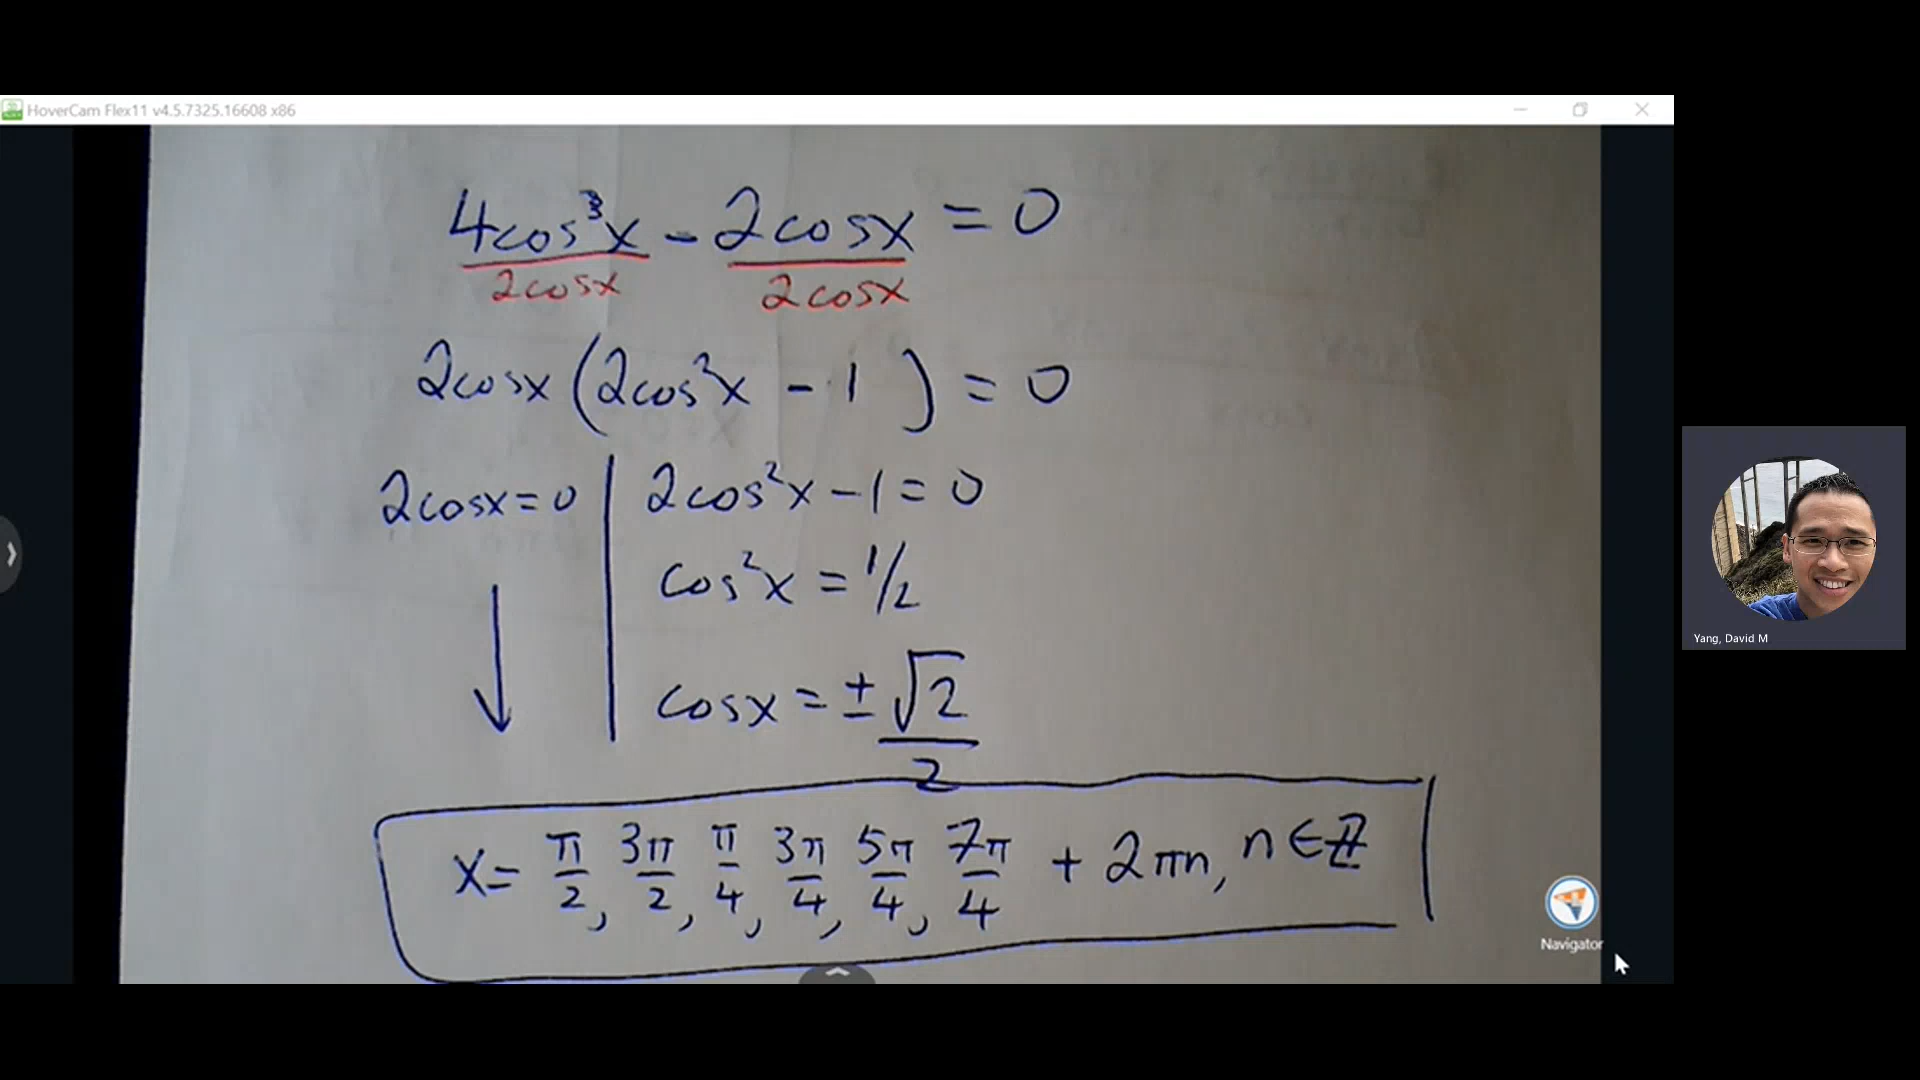 HoverCam Flex11 v4.5.7325.16608 x86
4cos³x - 2cosx = 0
2cosx 2cosx
2cosx (2cos²x - 1) = 0
2cosx = 0 | 2cos²x - 1 = 0
cos²x = 1/2
cosx = ± √2/2
x = π/2, 3π/2, π/4, 3π/4, 5π/4, 7π/4 + 2πn, n ∈ ℤ
Navigator
Yang, David M